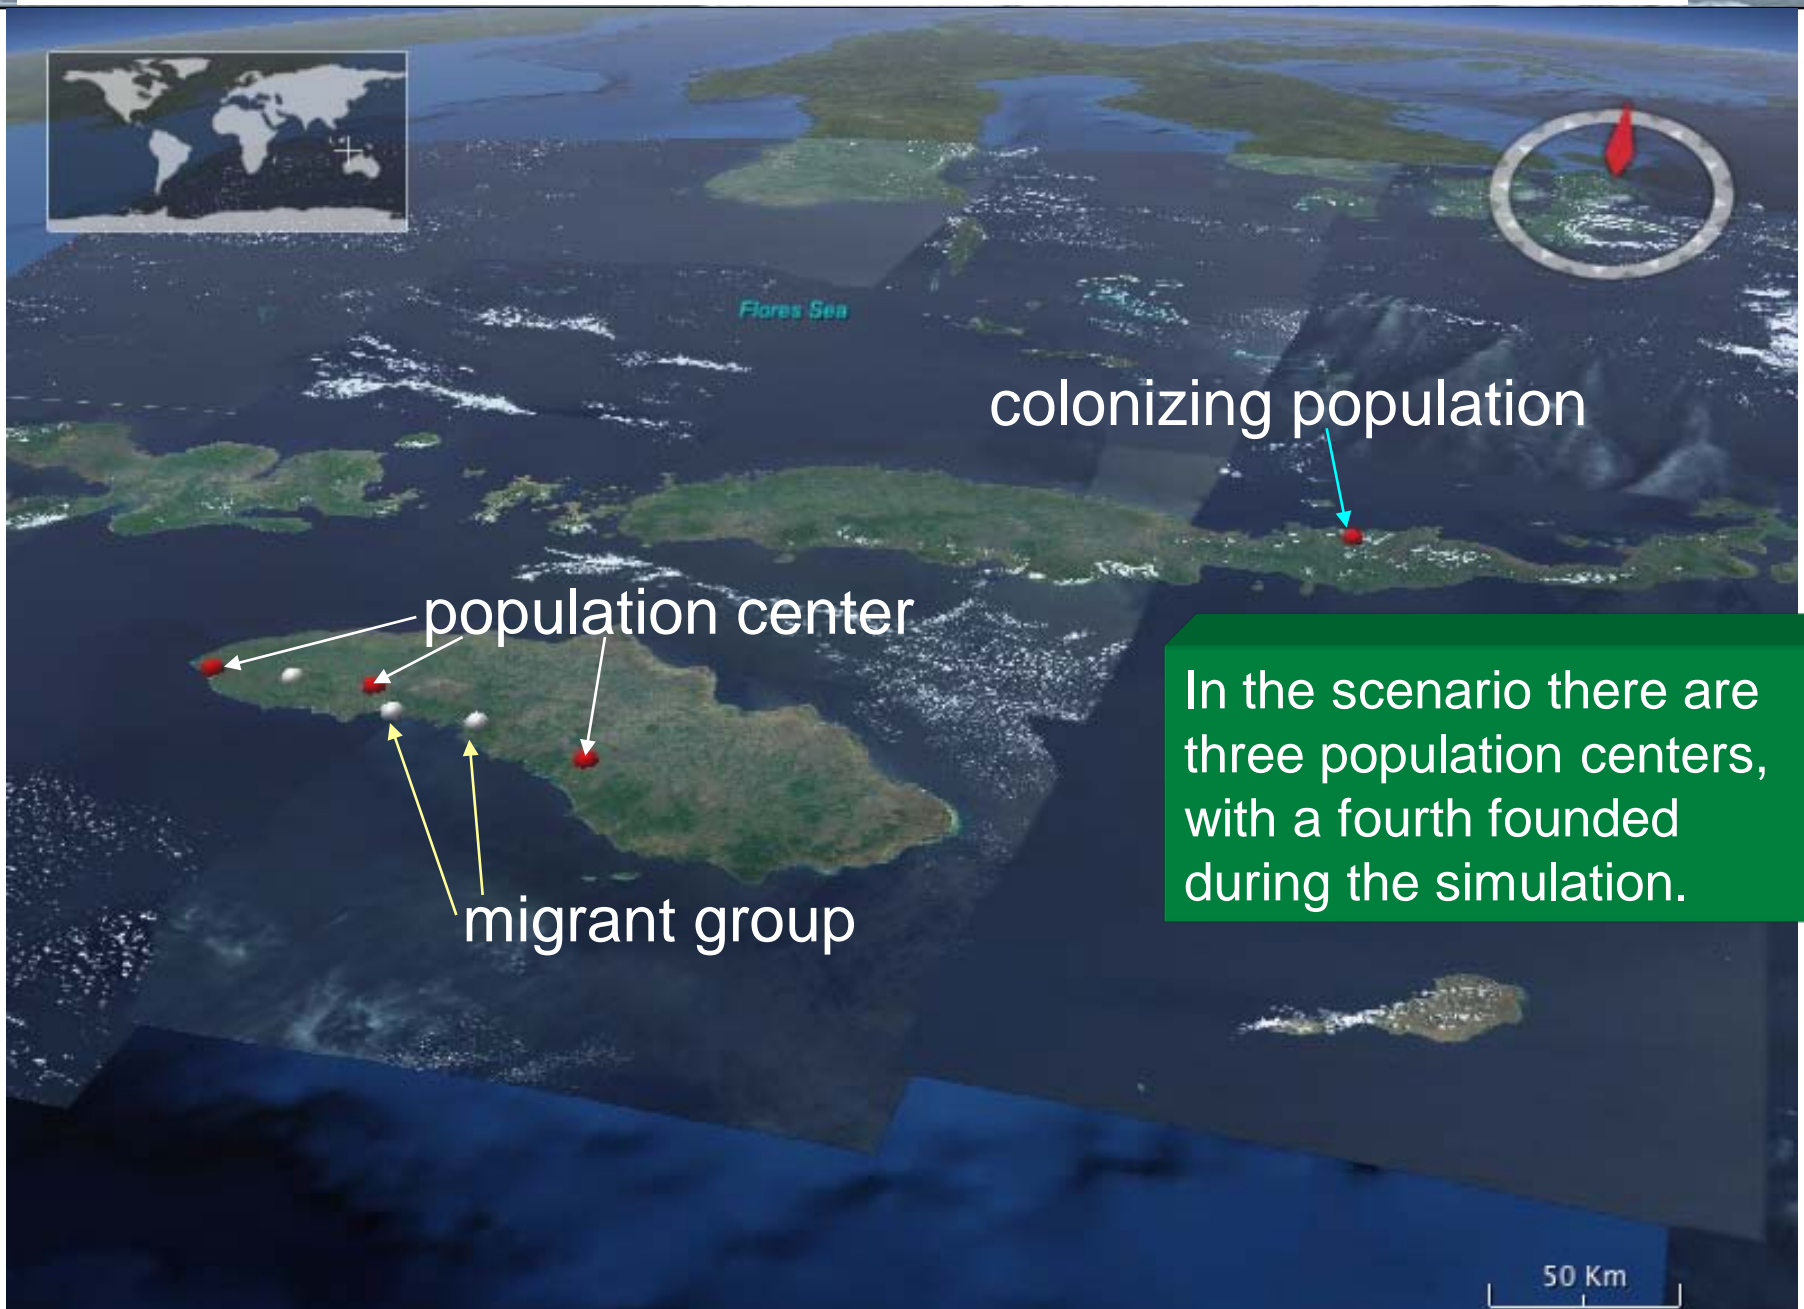 Flores Sea
colonizing population
population center
In the scenario there are
three population centers,
with a fourth founded
during the simulation.
migrant group
50 Km